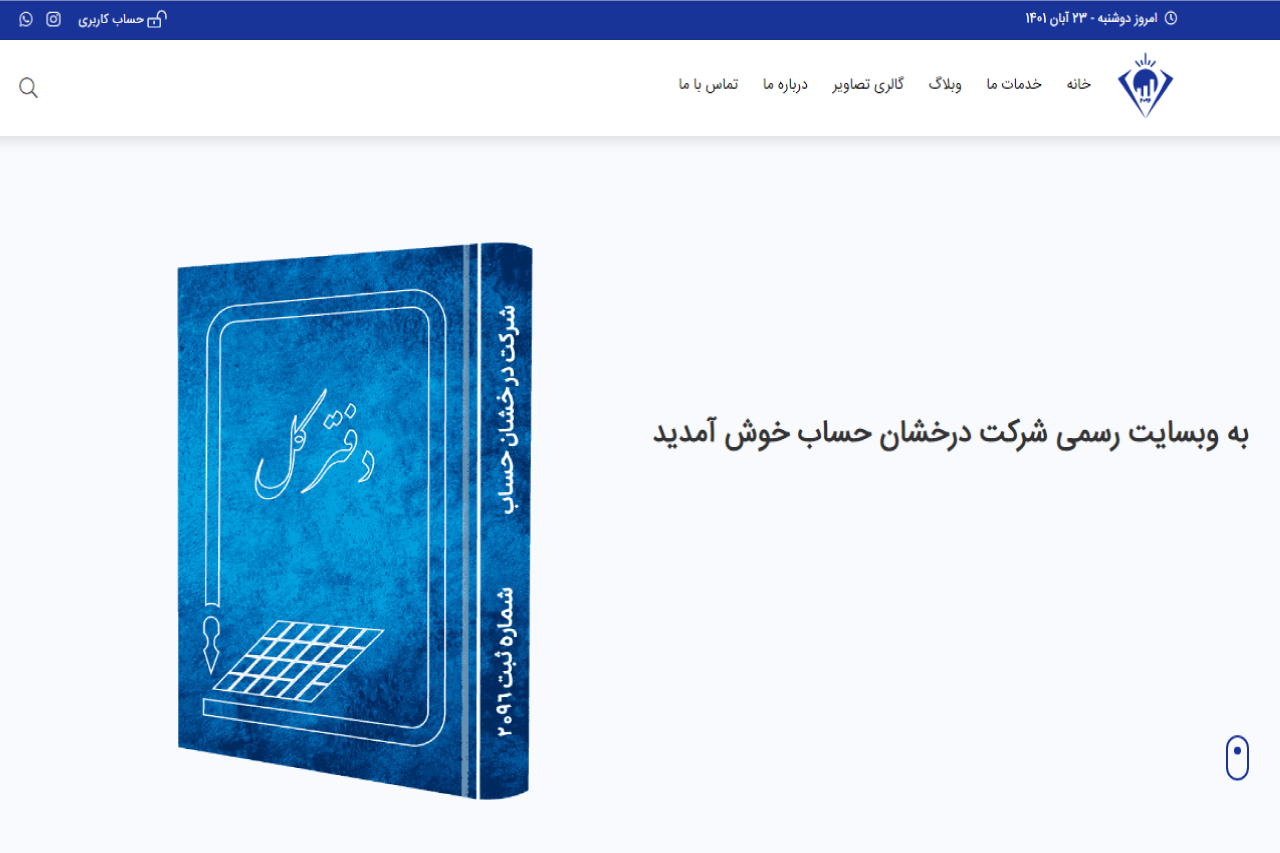 امروز دوشنبه - ۲۳ آبان ۱۴۰۱
حساب کاربری
خانه
خدمات ما
وبلاگ
گالری تصاویر
درباره ما
تماس با ما
به وبسایت رسمی شرکت درخشان حساب خوش آمدید
شرکت درخشان حساب
شماره ثبت ۲۰۹۶
دفتر کل